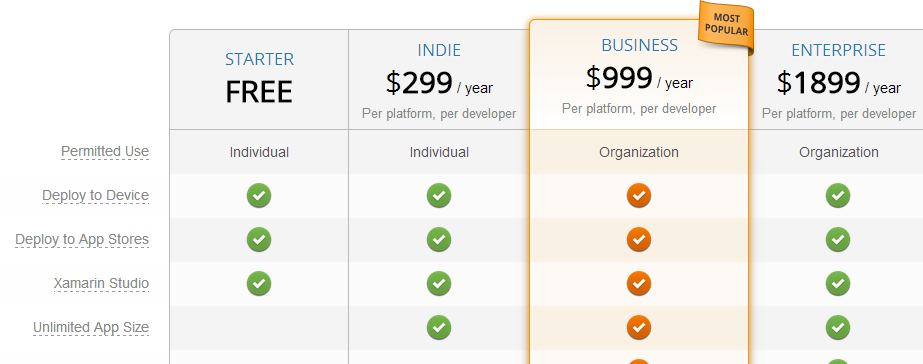 MOST
POPULAR
STARTER
FREE
INDIE
$299 / year
Per platform, per developer
BUSINESS
$999 / year
Per platform, per developer
ENTERPRISE
$1899 / year
Per platform, per developer
Permitted Use Individual Individual Organization Organization
Deploy to Device
Deploy to App Stores
Xamarin Studio
Unlimited App Size